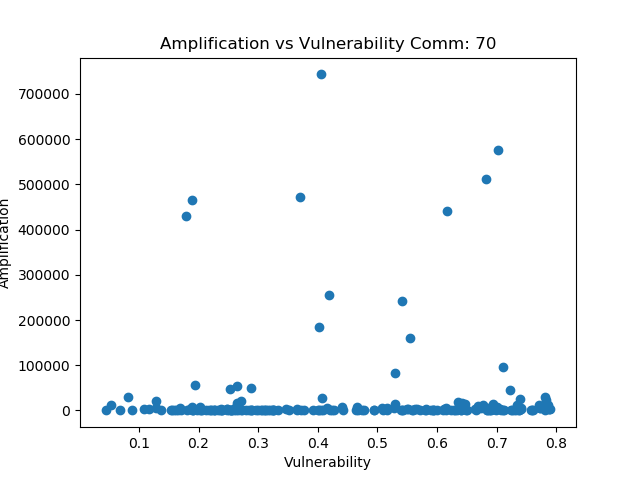 Amplification vs Vulnerability Comm: 70
Amplification
700000
600000
500000
400000
300000
200000
100000
0
0.1 0.2 0.3 0.4 0.5 0.6 0.7 0.8
Vulnerability